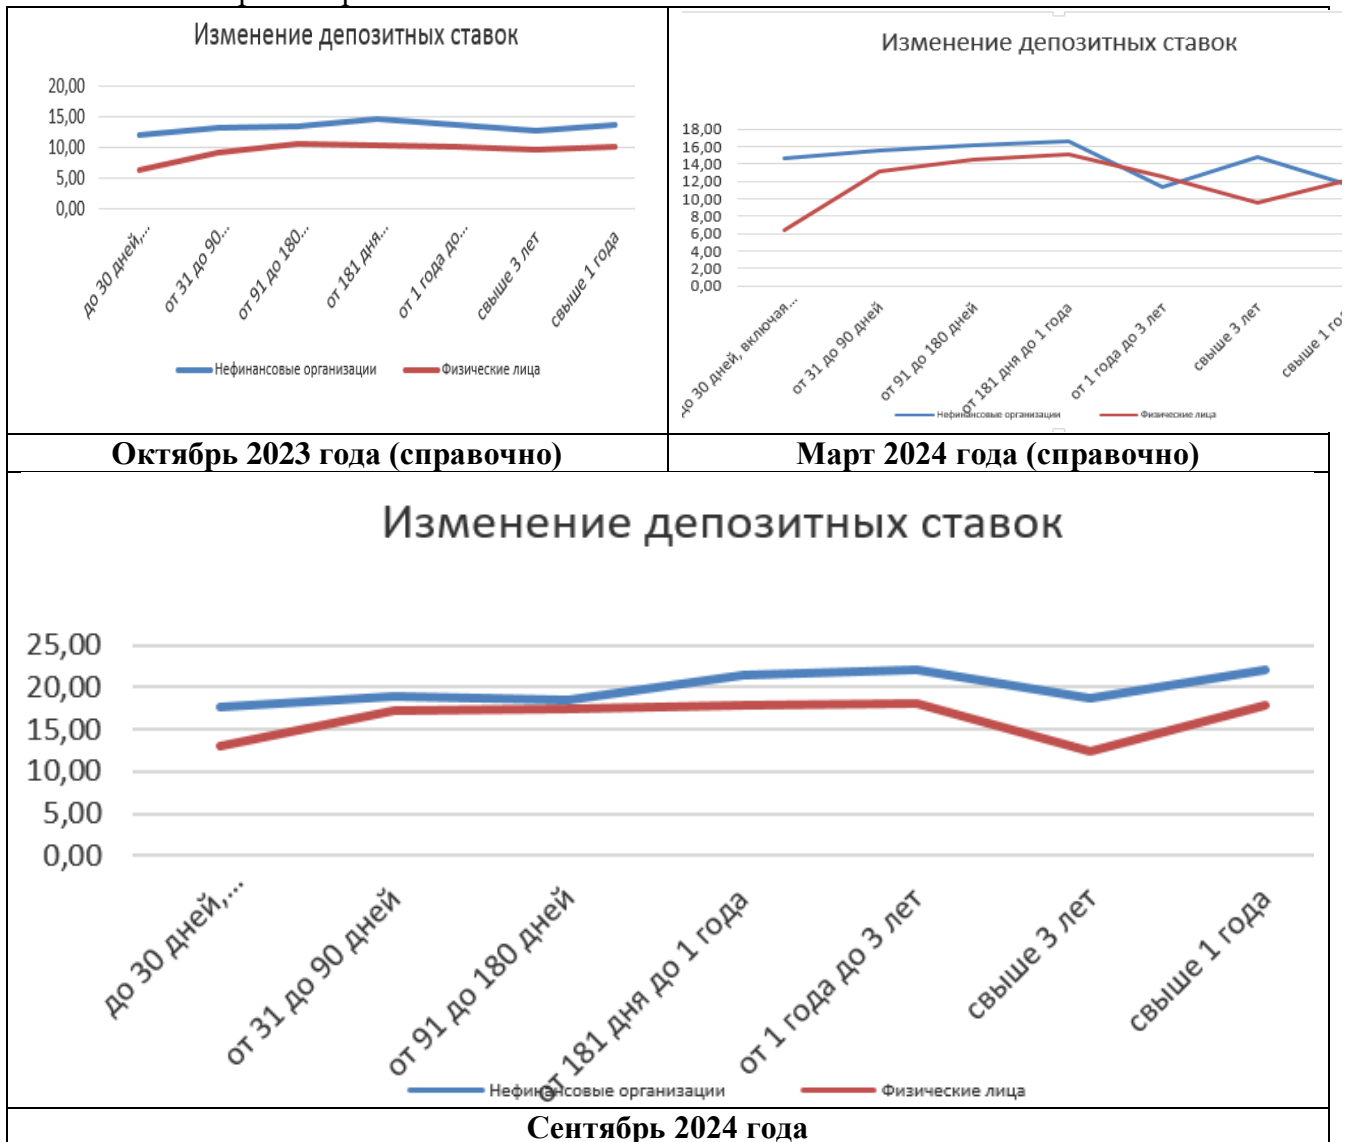 Изменение депозитных ставок
20,00
15,00
10,00
5,00
0,00
до 30 дней,...
от 31 до 90...
от 91 до 180...
от 181 дня...
от 1 года до...
свыше 3 лет
свыше 1 года
Нефинансовые организации
Физические лица
Изменение депозитных ставок
18,00
16,00
14,00
12,00
10,00
8,00
6,00
4,00
2,00
0,00
до 30 дней, включая...
от 31 до 90 дней
от 91 до 180 дней
от 181 дня до 1 года
от 1 года до 3 лет
свыше 3 лет
свыше 1 го
Нефинансовые организации
Физические лица
Октябрь 2023 года (справочно)
Март 2024 года (справочно)
Изменение депозитных ставок
25,00
20,00
15,00
10,00
5,00
0,00
до 30 дней,...
от 31 до 90 дней
от 91 до 180 дней
от 181 дня до 1 года
от 1 года до 3 лет
свыше 3 лет
свыше 1 года
Нефинансовые организации
Физические лица
Сентябрь 2024 года